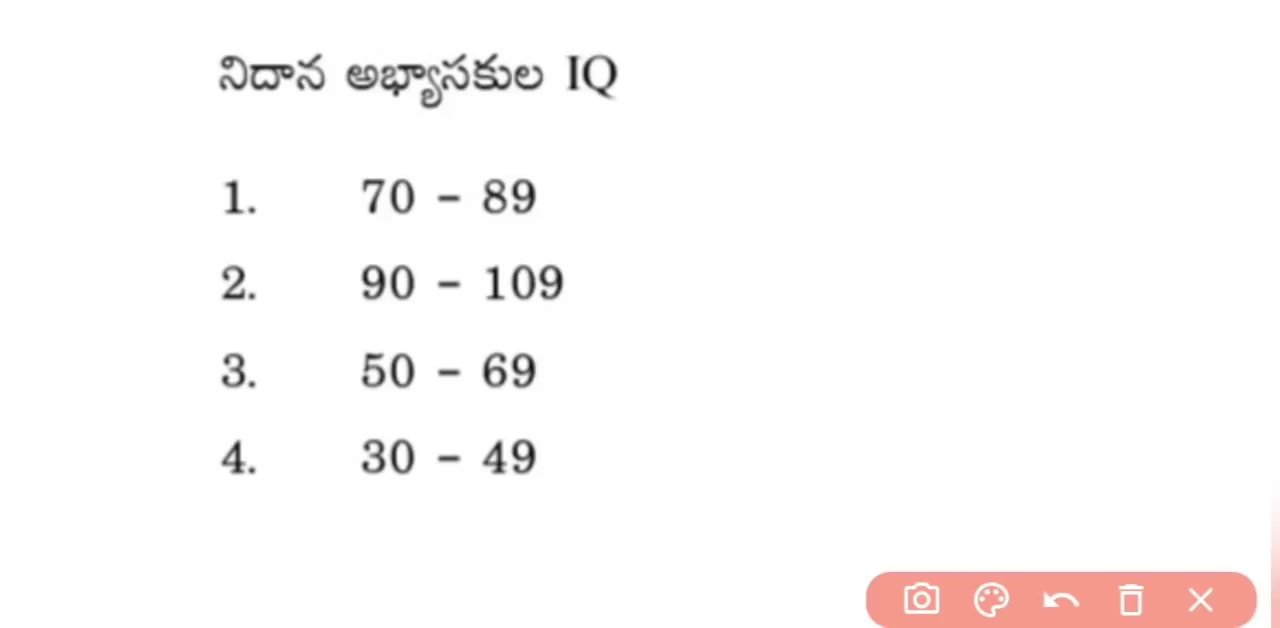 నిదాన అభ్యాసకుల IQ
1. 70 - 89
2. 90 - 109
3. 50 - 69
4. 30 - 49